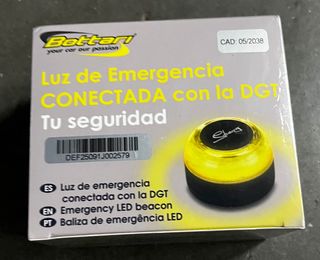 Bottari
your car our passion
CAD: 05/2038
Luz de Emergencia
CONECTADA con la DGT
Tu seguridad
DEF25091J002579
ES Luz de emergencia
conectada con la DGT
EN Emergency LED beacon
PT Baliza de emergência LED